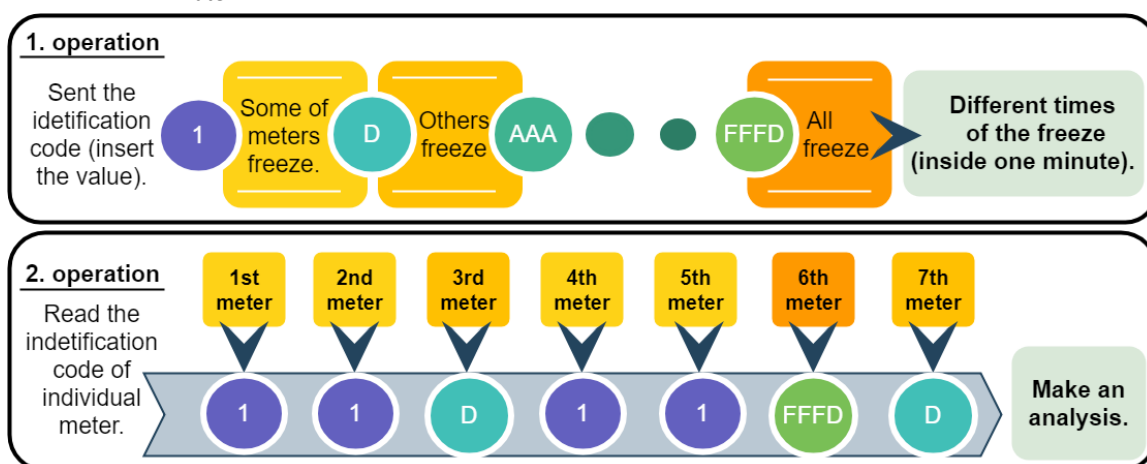 1. operation
Sent the
idetification
code (insert
the value).
1
Some of
meters
freeze.
D
Others
freeze
AAA
FFFD
All
freeze
Different times
of the freeze
(inside one minute).
2. operation
Read the
indetification
code of
individual
meter.
1st
meter
2nd
meter
3rd
meter
4th
meter
5th
meter
6th
meter
7th
meter
1
1
D
1
1
FFFD
D
Make an
analysis.